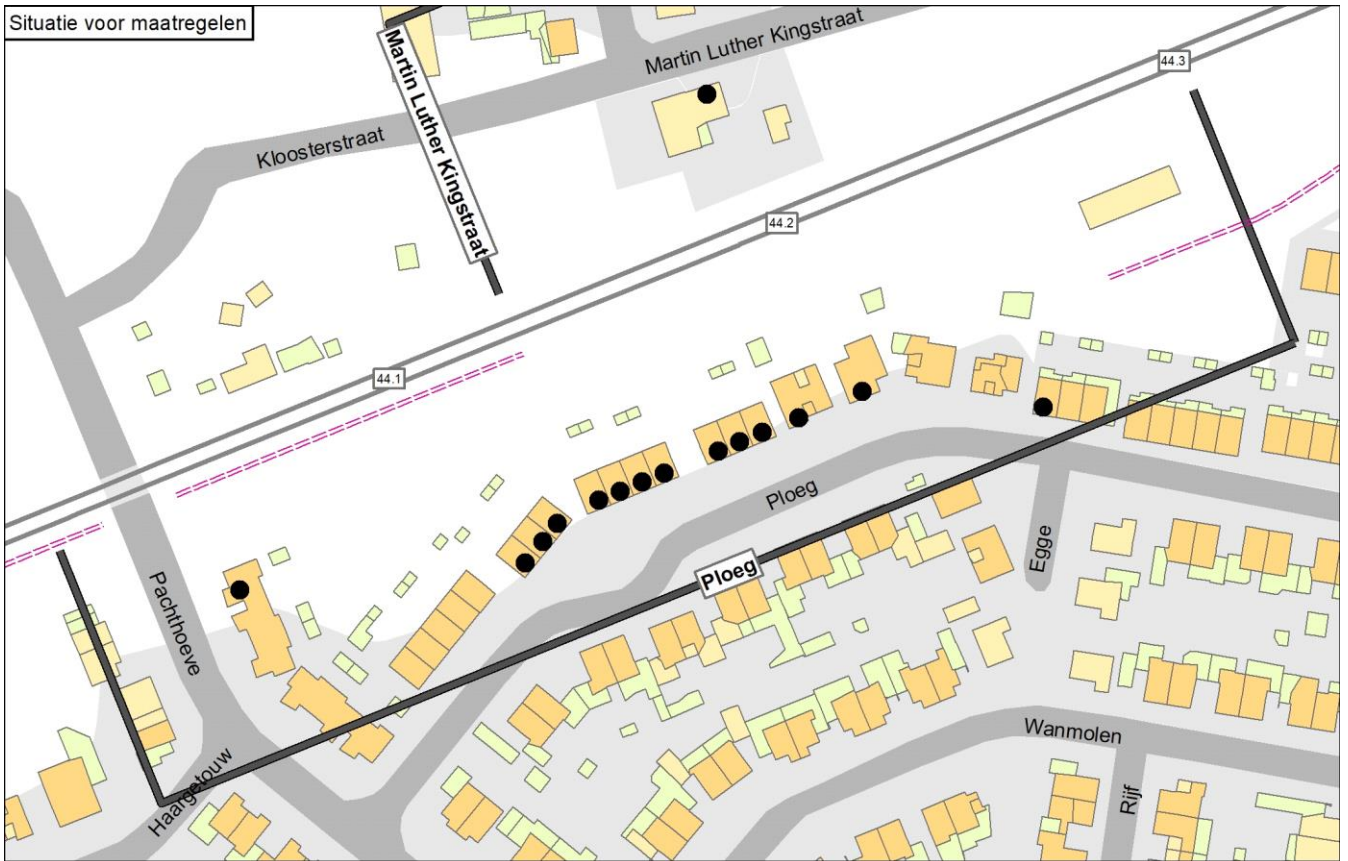 Situatie voor maatregelen
Martin Luther Kingstraat
44.3
Martin Luther Kingstraat
Kloosterstraat
44.2
44.1
Ploeg
Egge
Ploeg
Pachthoeve
Wanmolen
Haargetouw
Rijf